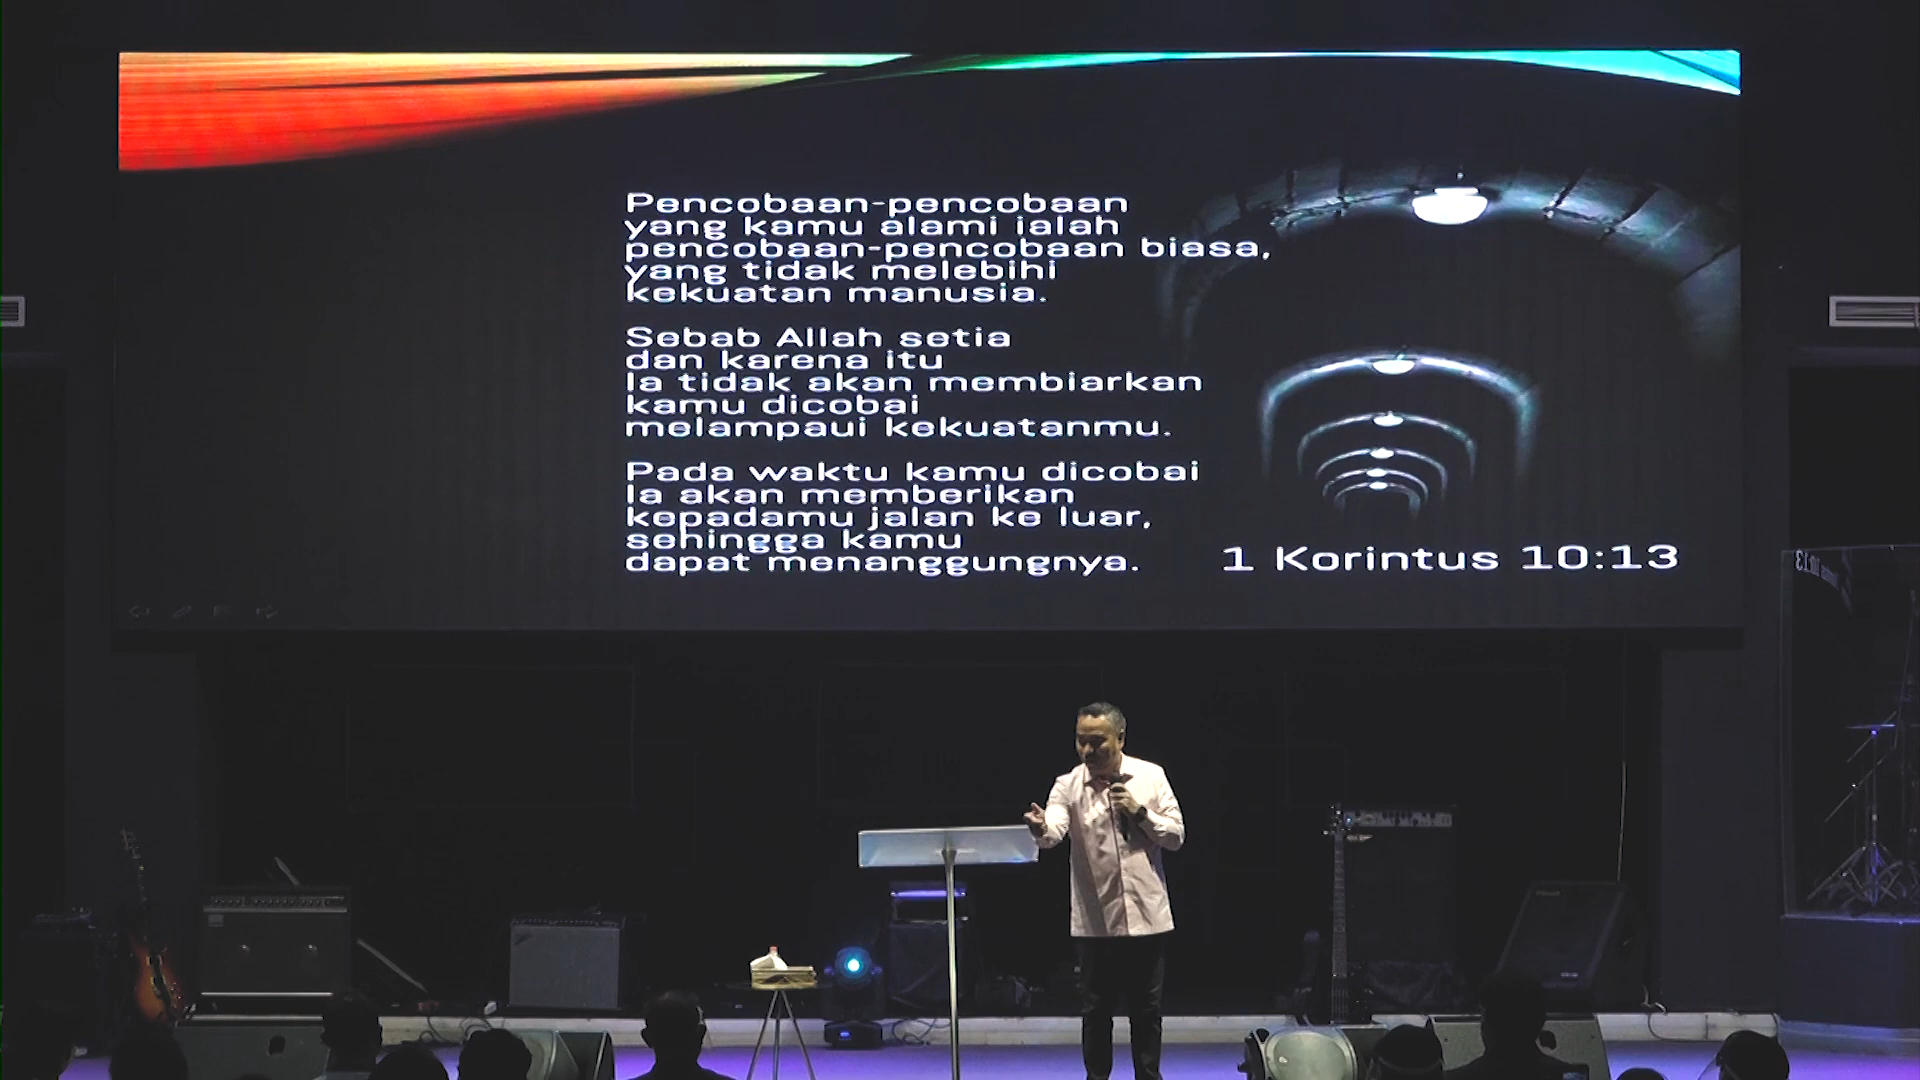 Pencobaan-pencobaan
yang kamu alami ialah
pencobaan-pencobaan biasa,
yang tidak melebihi
kekuatan manusia.
Sebab Allah setia
dan karena itu
Ia tidak akan membiarkan
kamu dicobai
melampaui kekuatanmu.
Pada waktu kamu dicobai
Ia akan memberikan
kepadamu jalan ke luar,
sehingga kamu
dapat menanggungnya.
1 Korintus 10:13